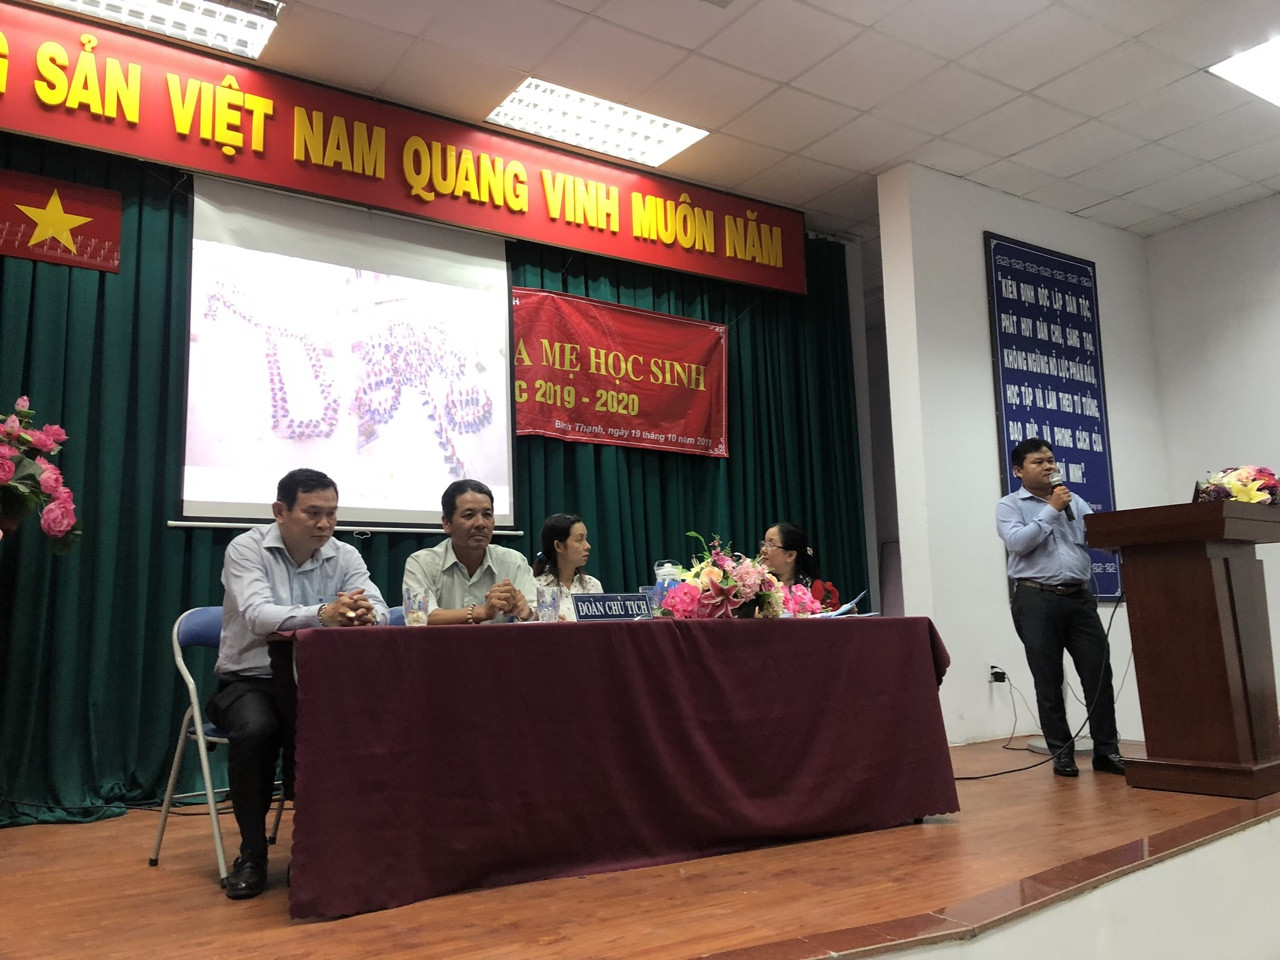 SẢN VIỆT NAM QUANG VINH MUÔN NĂM
MẸ HỌC SINH
2019 - 2020
Bình Thạnh, ngày 19 tháng 10 năm
ĐOÀN CHỦ TỊCH
"KIÊN ĐỊNH ĐỘC LẬP DÂN TỘC,
PHÁT HUY DÂN CHỦ, SÁNG TẠO,
KHÔNG NGỪNG NỖ LỰC PHẤN ĐẤU,
HỌC TẬP VÀ LÀM THEO TƯ TƯỞNG,
ĐẠO ĐỨC VÀ PHONG CÁCH CỦA
MINH".